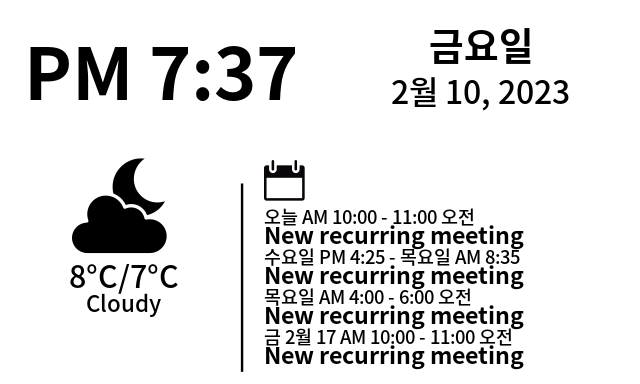 PM 7:37
금요일
2월 10, 2023
8°C/7°C
Cloudy
오늘 AM 10:00 - 11:00 오전
New recurring meeting
수요일 PM 4:25 - 목요일 AM 8:35
New recurring meeting
목요일 AM 4:00 - 6:00 오전
New recurring meeting
금 2월 17 AM 10:00 - 11:00 오전
New recurring meeting